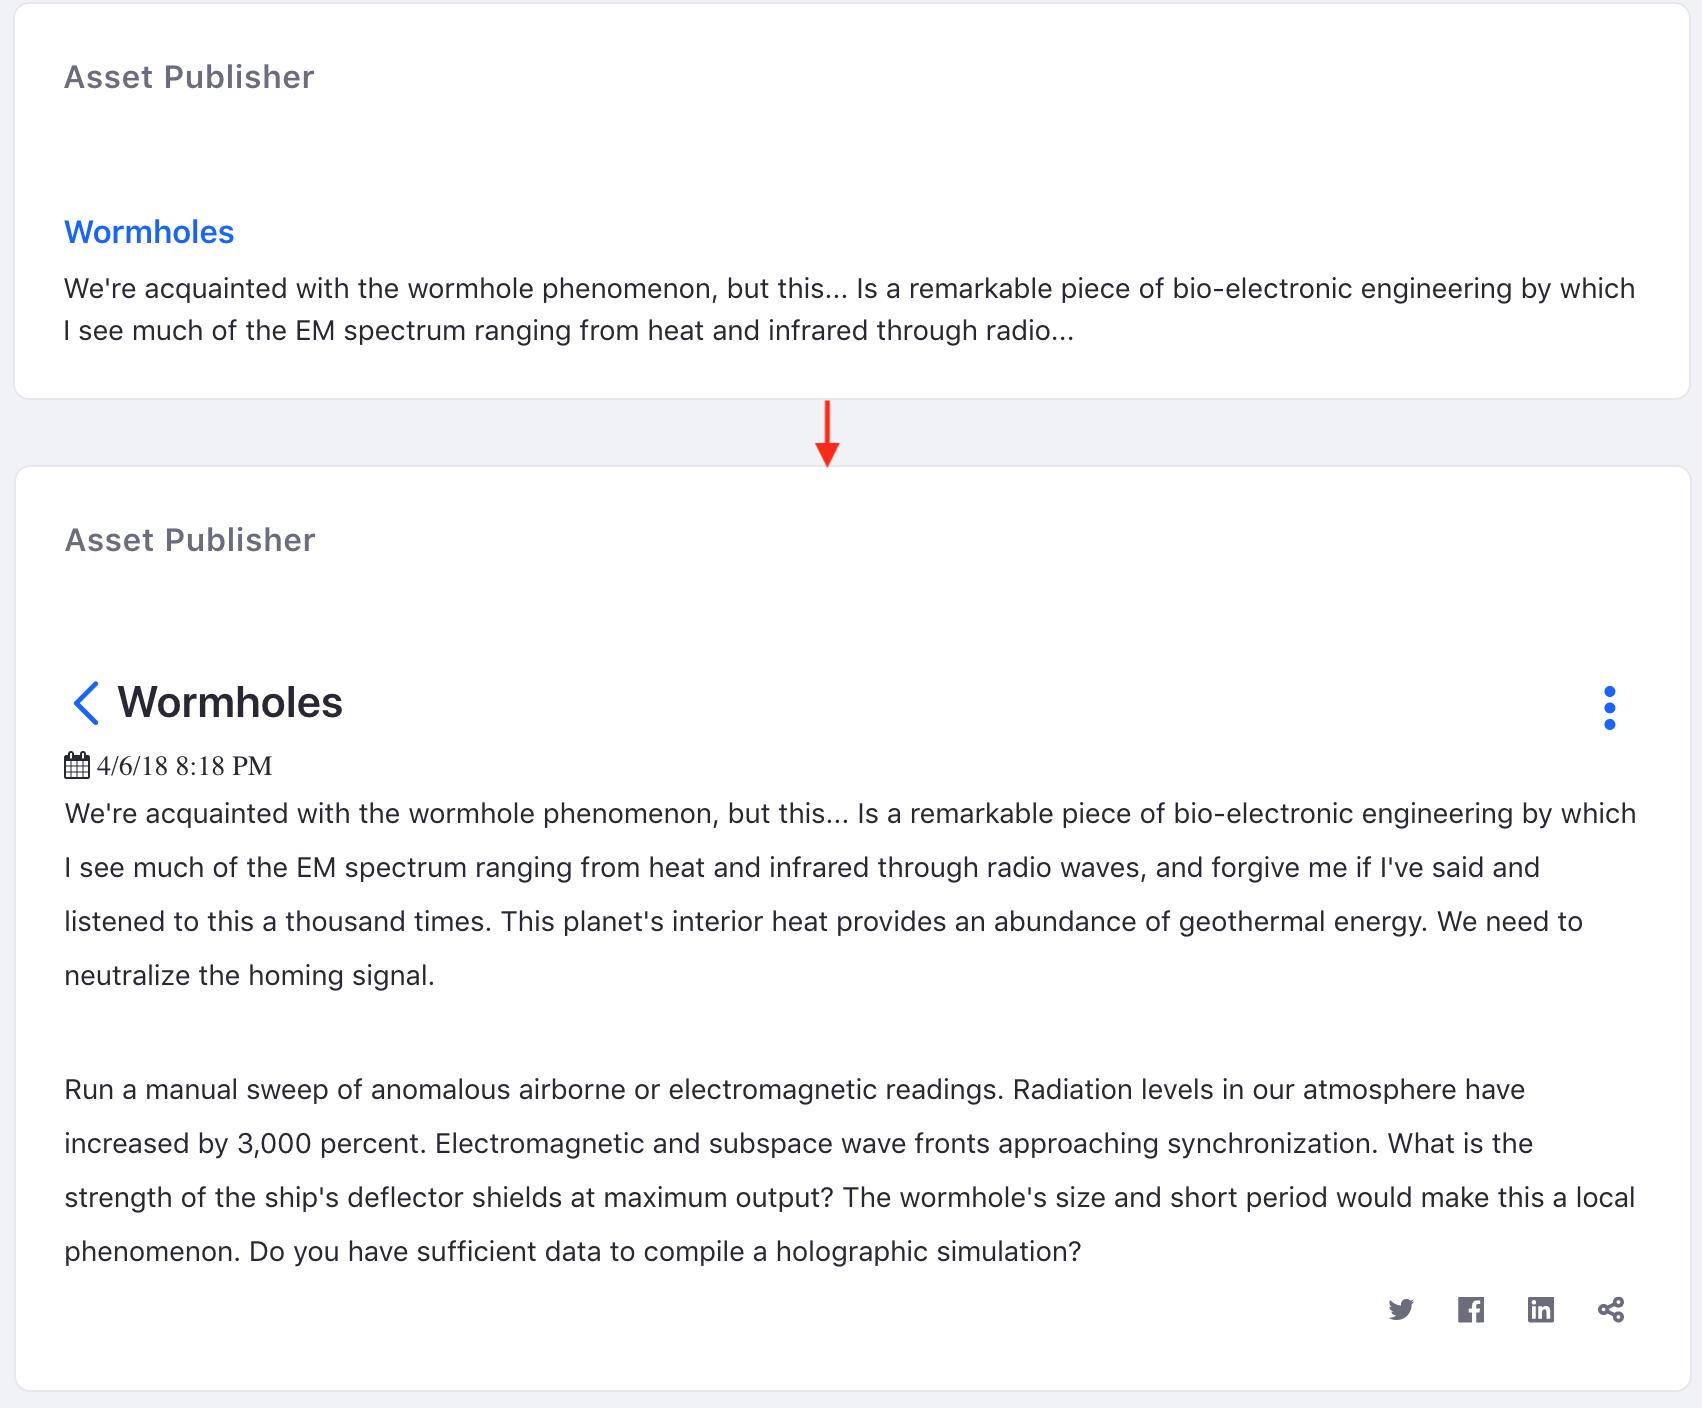 Asset Publisher
Wormholes
We're acquainted with the wormhole phenomenon, but this... Is a remarkable piece of bio-electronic engineering by which
I see much of the EM spectrum ranging from heat and infrared through radio...
Asset Publisher
Wormholes
4/6/18 8:18 PM
We're acquainted with the wormhole phenomenon, but this... Is a remarkable piece of bio-electronic engineering by which
I see much of the EM spectrum ranging from heat and infrared through radio waves, and forgive me if I've said and
listened to this a thousand times. This planet's interior heat provides an abundance of geothermal energy. We need to
neutralize the homing signal.
Run a manual sweep of anomalous airborne or electromagnetic readings. Radiation levels in our atmosphere have
increased by 3,000 percent. Electromagnetic and subspace wave fronts approaching synchronization. What is the
strength of the ship's deflector shields at maximum output? The wormhole's size and short period would make this a local
phenomenon. Do you have sufficient data to compile a holographic simulation?